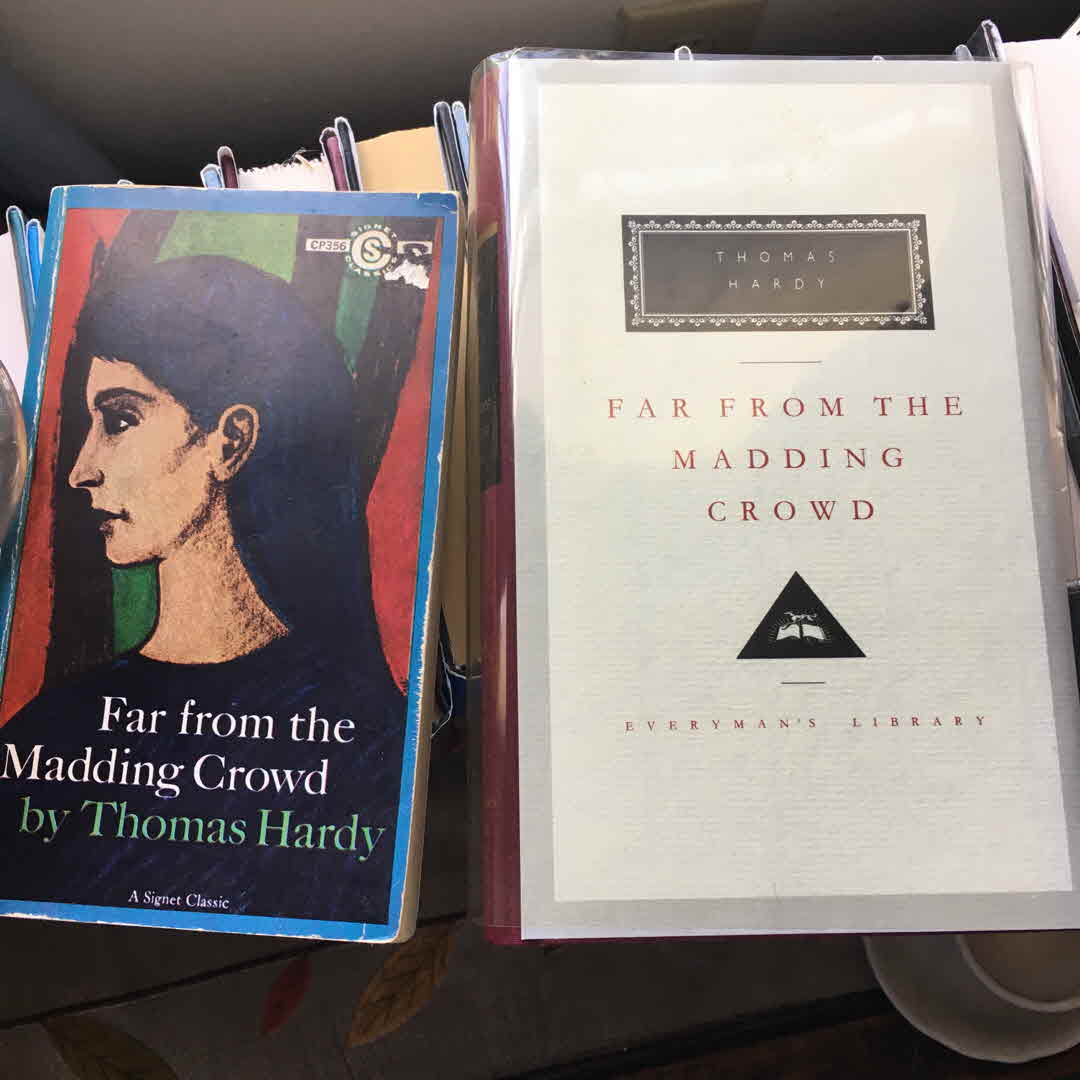 CP356
SIGNET
CLASSICS
Far from the
Madding Crowd
by Thomas Hardy
A Signet Classic
THOMAS
HARDY
FAR FROM THE
MADDING
CROWD
EVERYMAN'S LIBRARY